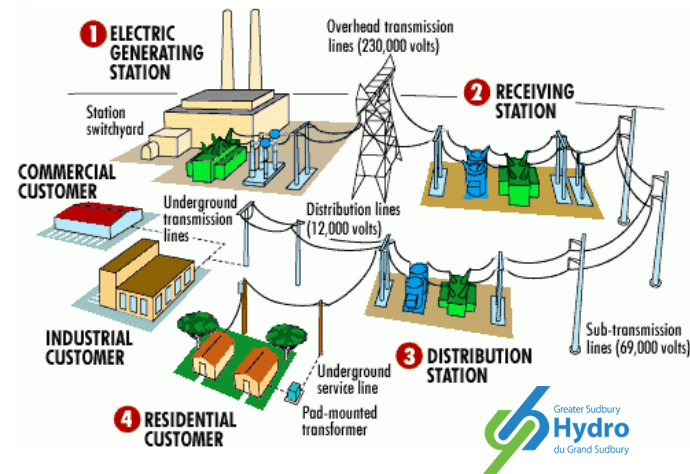 1 ELECTRIC
GENERATING
STATION
Overhead transmission
lines (230,000 volts)
2 RECEIVING
STATION
Station
switchyard
COMMERCIAL
CUSTOMER
Underground
transmission
lines
Distribution lines
(12,000 volts)
INDUSTRIAL
CUSTOMER
Sub-transmission
lines (69,000 volts)
3 DISTRIBUTION
STATION
Underground
service line
Pad-mounted
transformer
4 RESIDENTIAL
CUSTOMER
Greater Sudbury
Hydro
du Grand Sudbury